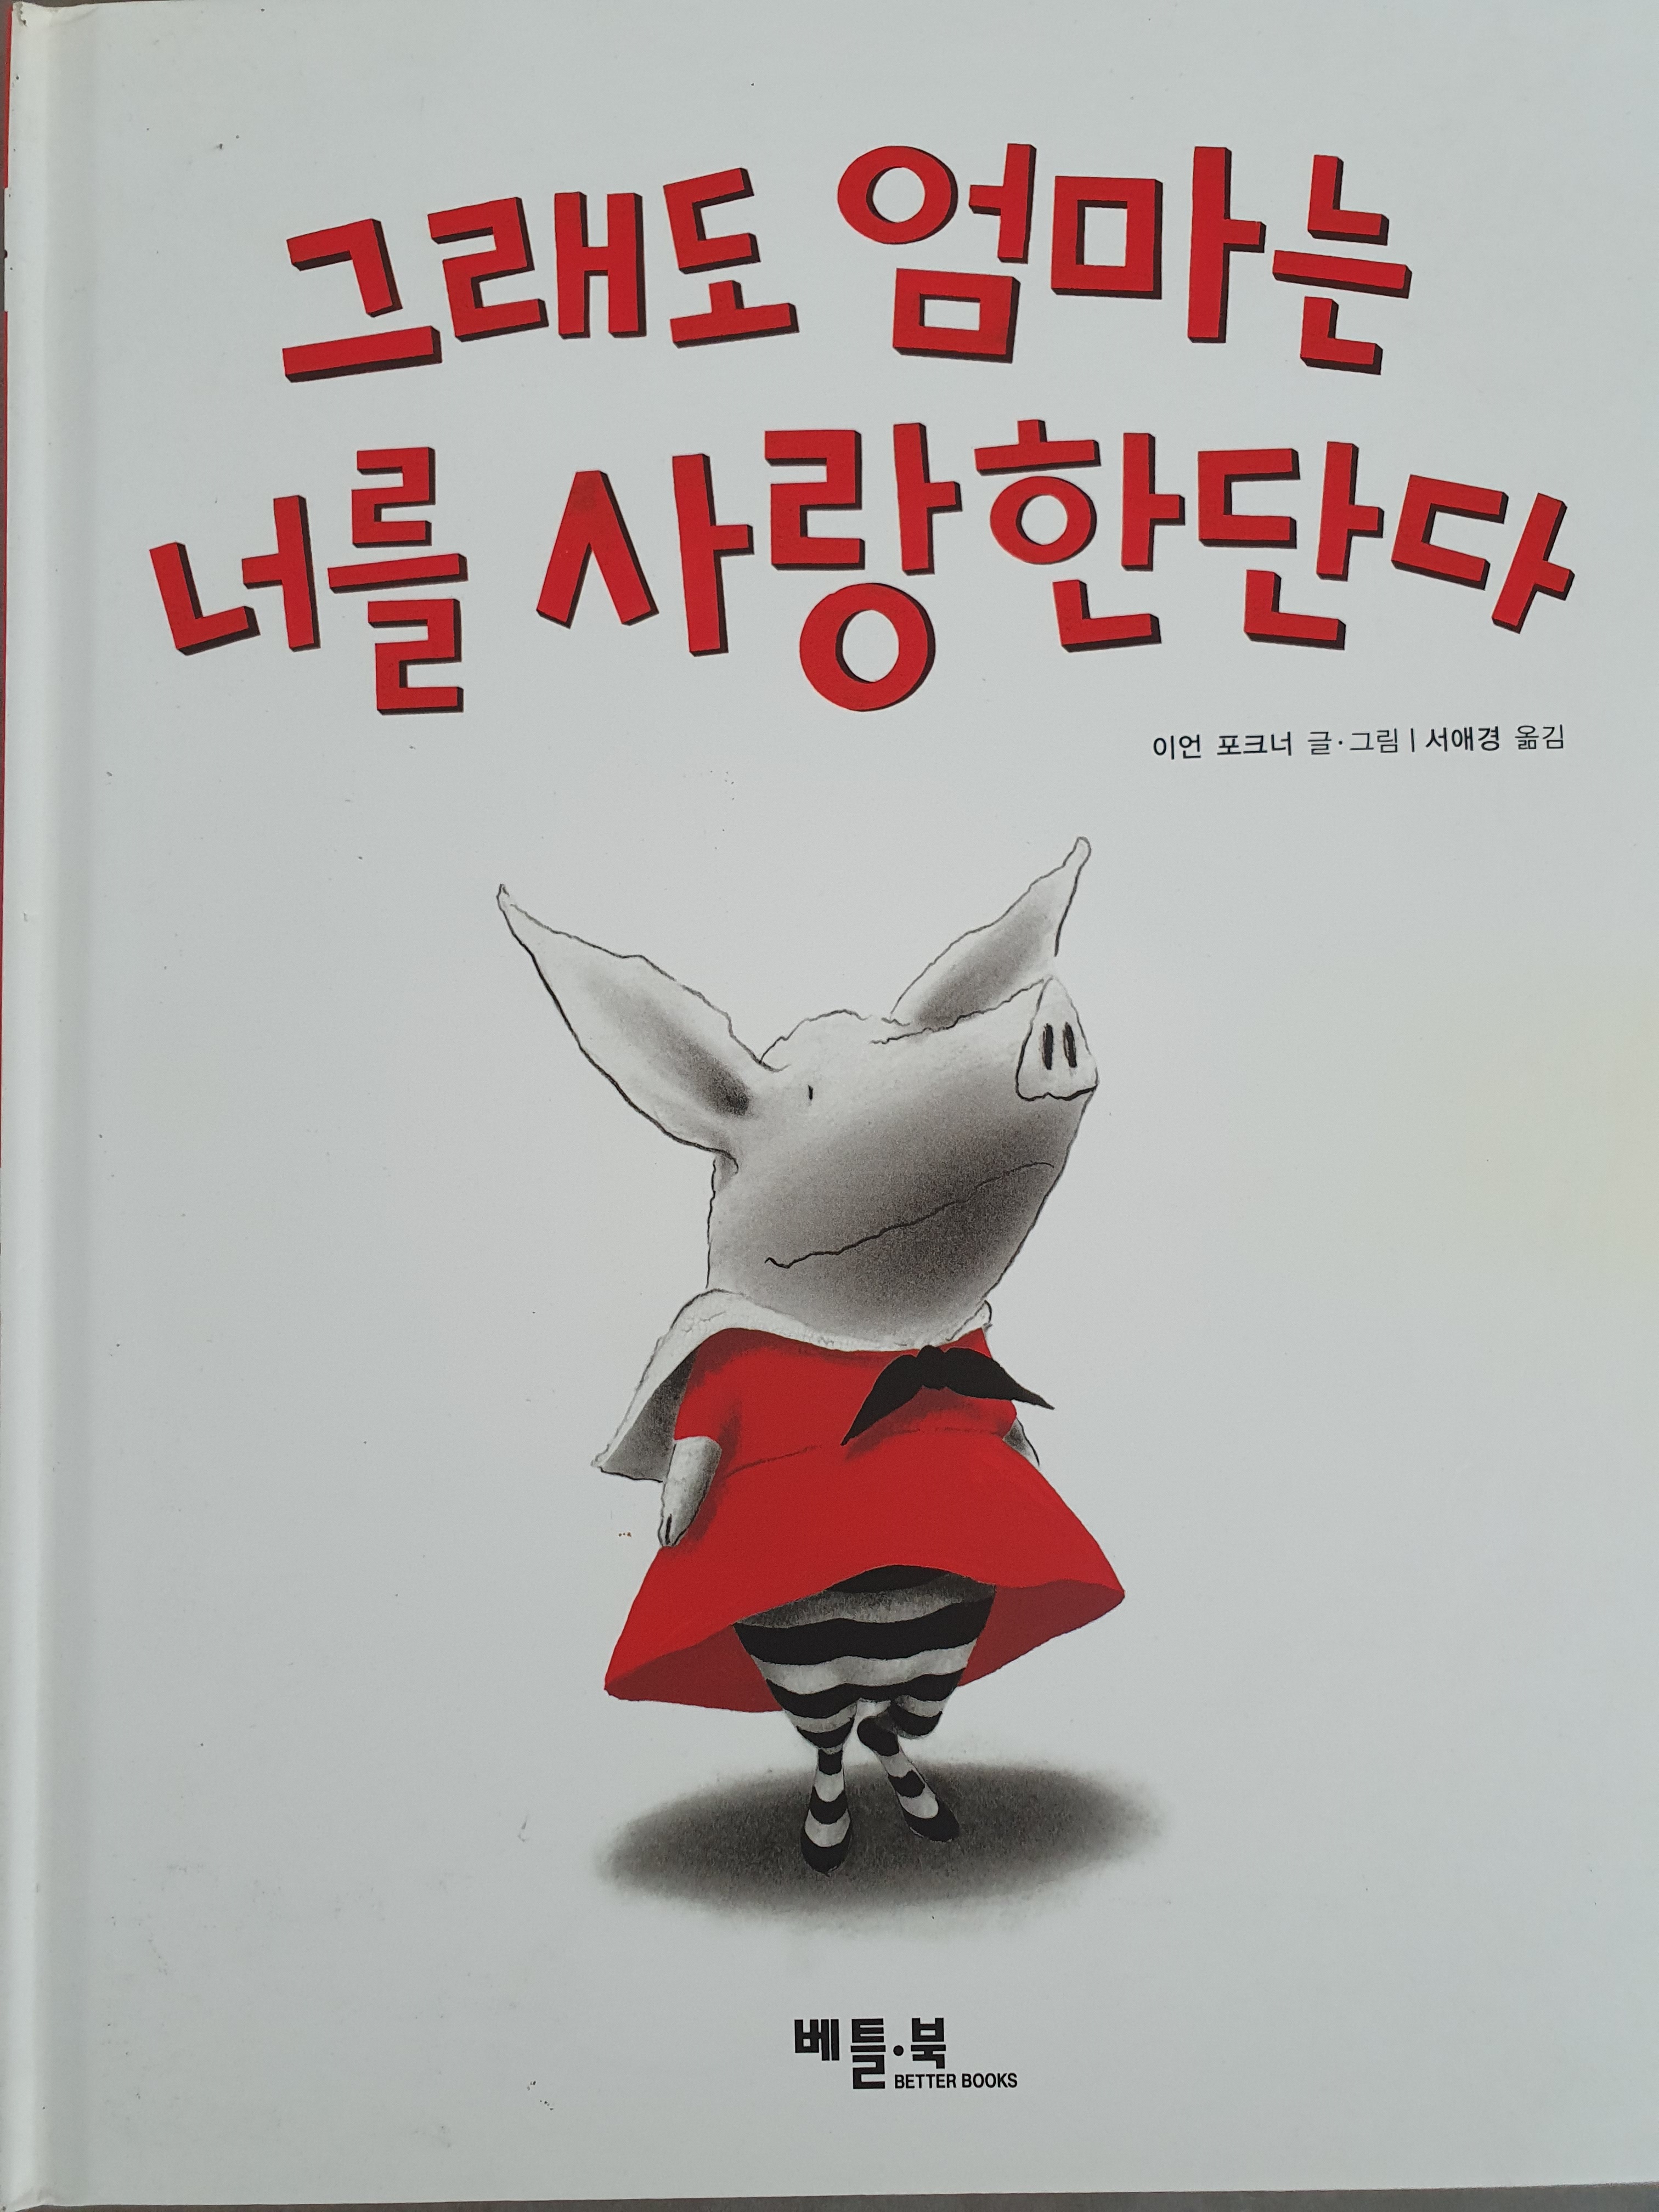 그래도 엄마는
너를 사랑한단다
이언 포크너 글·그림 | 서애경 옮김
베틀·북
BETTER BOOKS